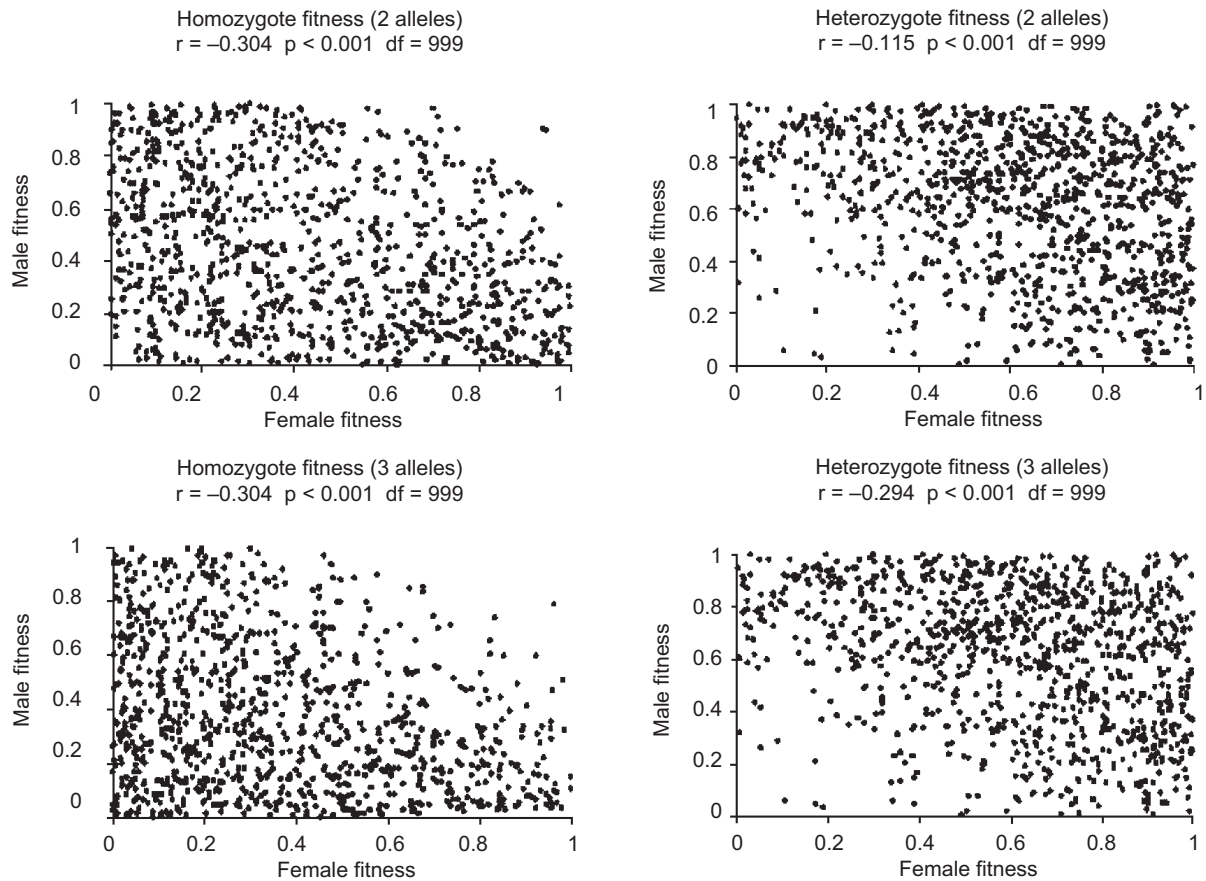 Homozygote fitness (2 alleles)
r = –0.304 p < 0.001 df = 999
1
0.8
0.6
0.4
0.2
0
Male fitness
0 0.2 0.4 0.6 0.8 1
Female fitness
Heterozygote fitness (2 alleles)
r = –0.115 p < 0.001 df = 999
1
0.8
0.6
0.4
0.2
0
Male fitness
0 0.2 0.4 0.6 0.8 1
Female fitness
Homozygote fitness (3 alleles)
r = –0.304 p < 0.001 df = 999
1
0.8
0.6
0.4
0.2
0
Male fitness
0 0.2 0.4 0.6 0.8 1
Female fitness
Heterozygote fitness (3 alleles)
r = –0.294 p < 0.001 df = 999
1
0.8
0.6
0.4
0.2
0
Male fitness
0 0.2 0.4 0.6 0.8 1
Female fitness